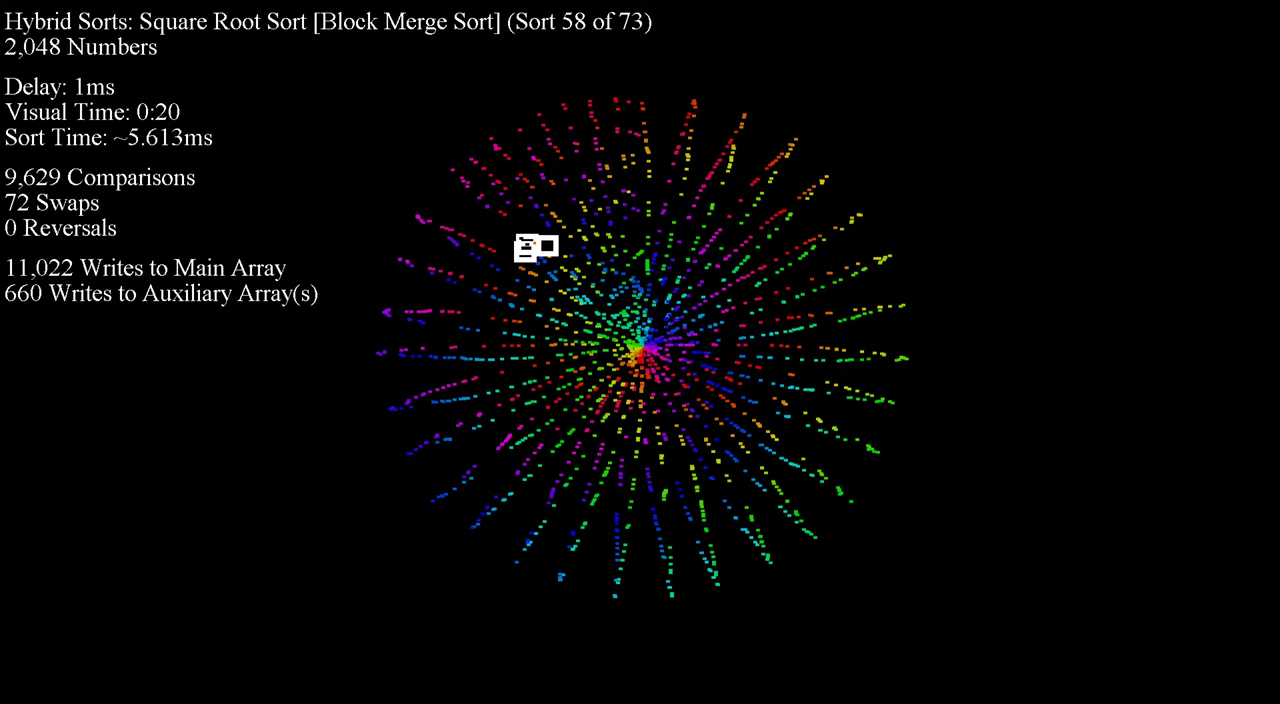 Hybrid Sorts: Square Root Sort [Block Merge Sort] (Sort 58 of 73)
2,048 Numbers
Delay: 1ms
Visual Time: 0:20
Sort Time: ~5.613ms
9,629 Comparisons
72 Swaps
0 Reversals
11,022 Writes to Main Array
660 Writes to Auxiliary Array(s)